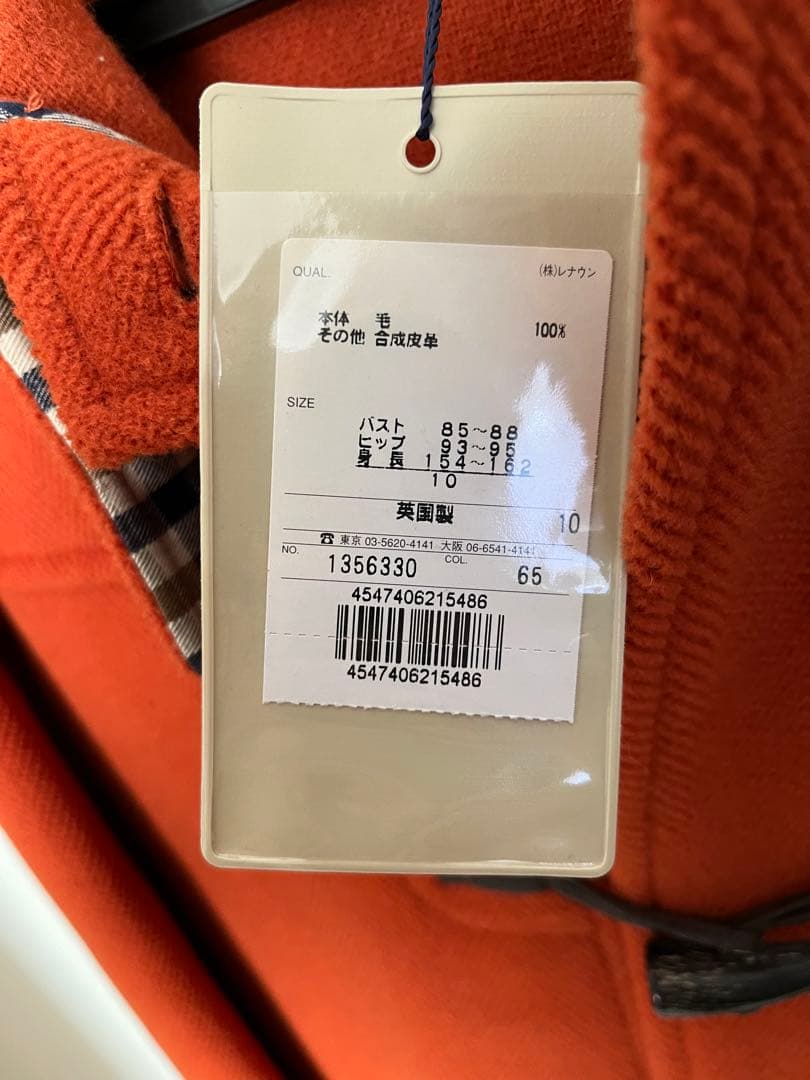 QUAL. (株)レナウン
本体 毛 100%
その他 合成皮革
SIZE
バスト 85~88
ヒップ 93~95
身長 154~162
10
英国製 10
☎ 東京 03-5620-4141 大阪 06-6541-4141
NO. 1356330 COL. 65
4547406215486
4547406215486